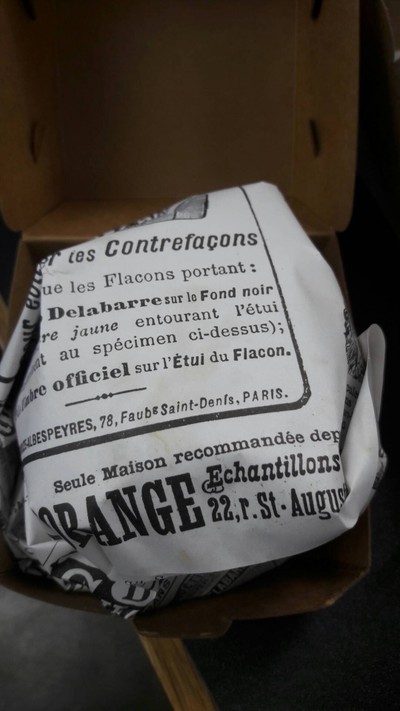 les Contrefaçons
ue les Flacons portant:
Delabarre sur le Fond noir
re jaune entourant l'étui
nt au spécimen ci-dessus);
mbre officiel sur l'Étui du Flacon.
ALBESPEYRES, 78, Faubg Saint-Denis, PARIS.
Seule Maison recommandée dep
ORANGE Echantillons
22, r. St-Augus